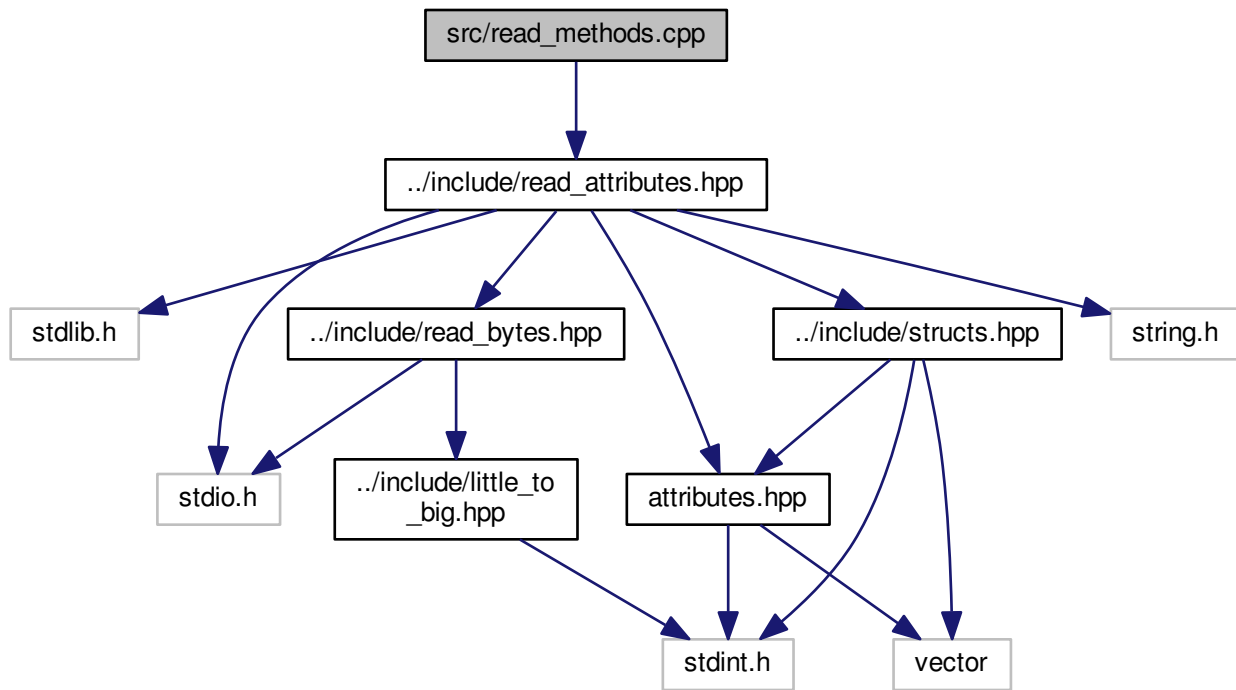 src/read_methods.cpp
../include/read_attributes.hpp
stdlib.h
../include/read_bytes.hpp
../include/structs.hpp
string.h
stdio.h
../include/little_to
_big.hpp
attributes.hpp
stdint.h
vector